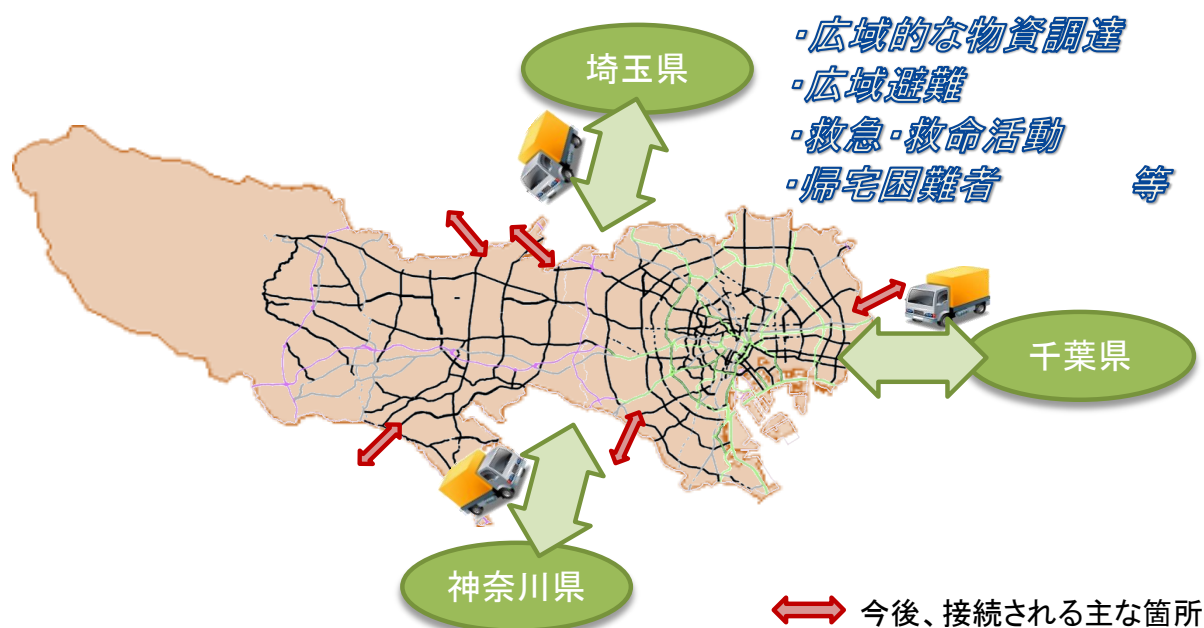 ・広域的な物資調達
・広域避難
・救急・救命活動
・帰宅困難者　　　等
埼玉県
千葉県
神奈川県
今後、接続される主な箇所